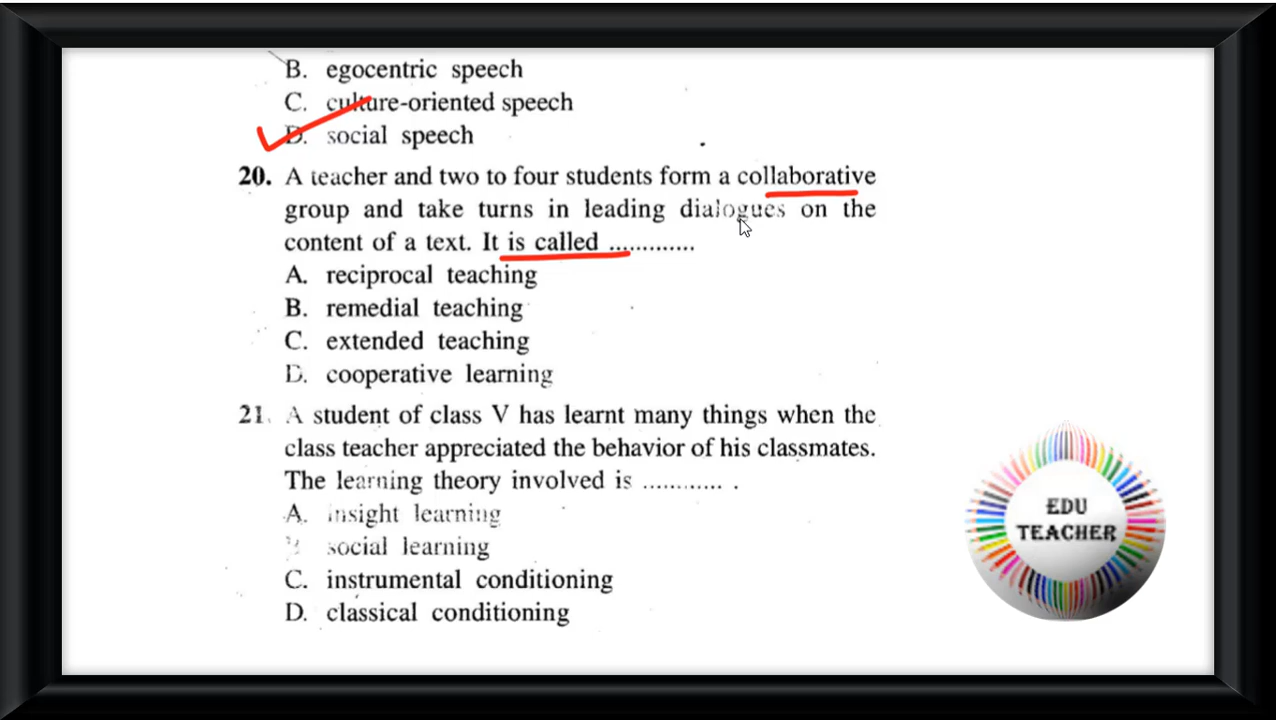 B. egocentric speech
C. culture-oriented speech
D. social speech
20. A teacher and two to four students form a collaborative
group and take turns in leading dialogues on the
content of a text. It is called .............
A. reciprocal teaching
B. remedial teaching
C. extended teaching
D. cooperative learning
21. A student of class V has learnt many things when the
class teacher appreciated the behavior of his classmates.
The learning theory involved is ............ .
A. insight learning
social learning
C. instrumental conditioning
D. classical conditioning
EDU
TEACHER